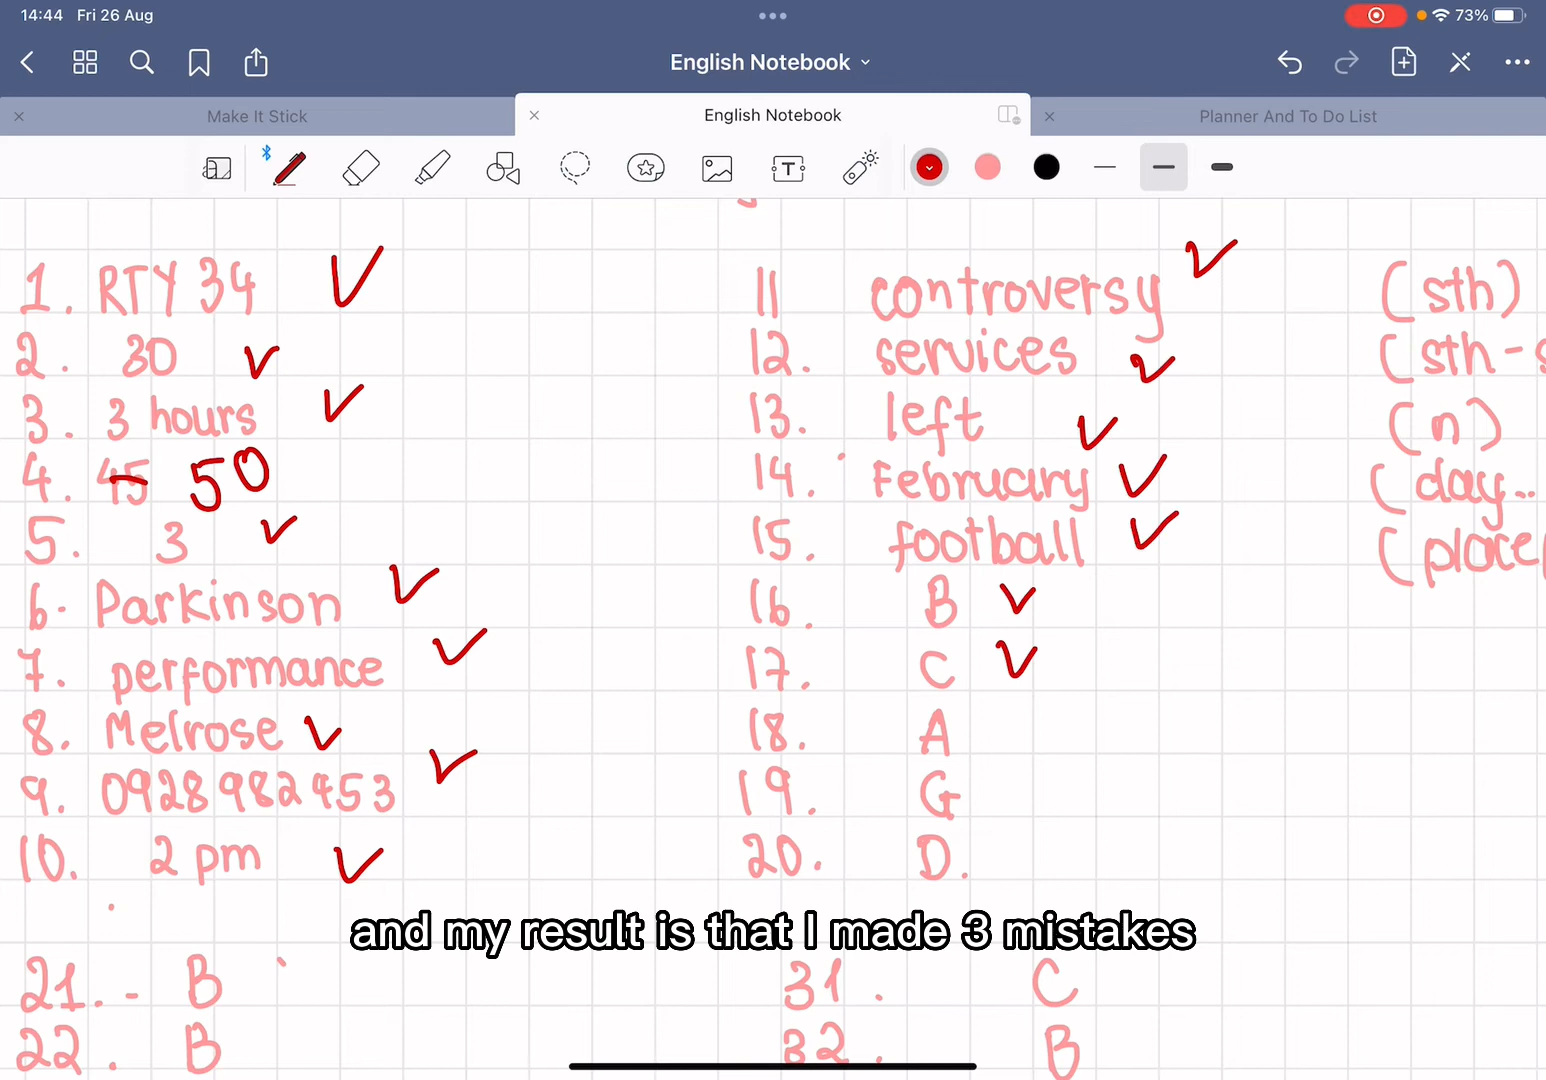 14:44 Fri 26 Aug
73%
English Notebook
Make It Stick
English Notebook
Planner And To Do List
T
1. RTY 34
2. 30
3. 3 hours
4. 45 50
5. 3
6. Parkinson
7. performance
8. Melrose
9. 0928 982 453
10. 2 pm
11 controversy (sth)
12. services (sth-s
13. left (n)
14. February (day..
15. football (place
16. B
17. C
18. A
19. G
20. D.
and my result is that I made 3 mistakes
21. - B
22. B
31. C
32. B